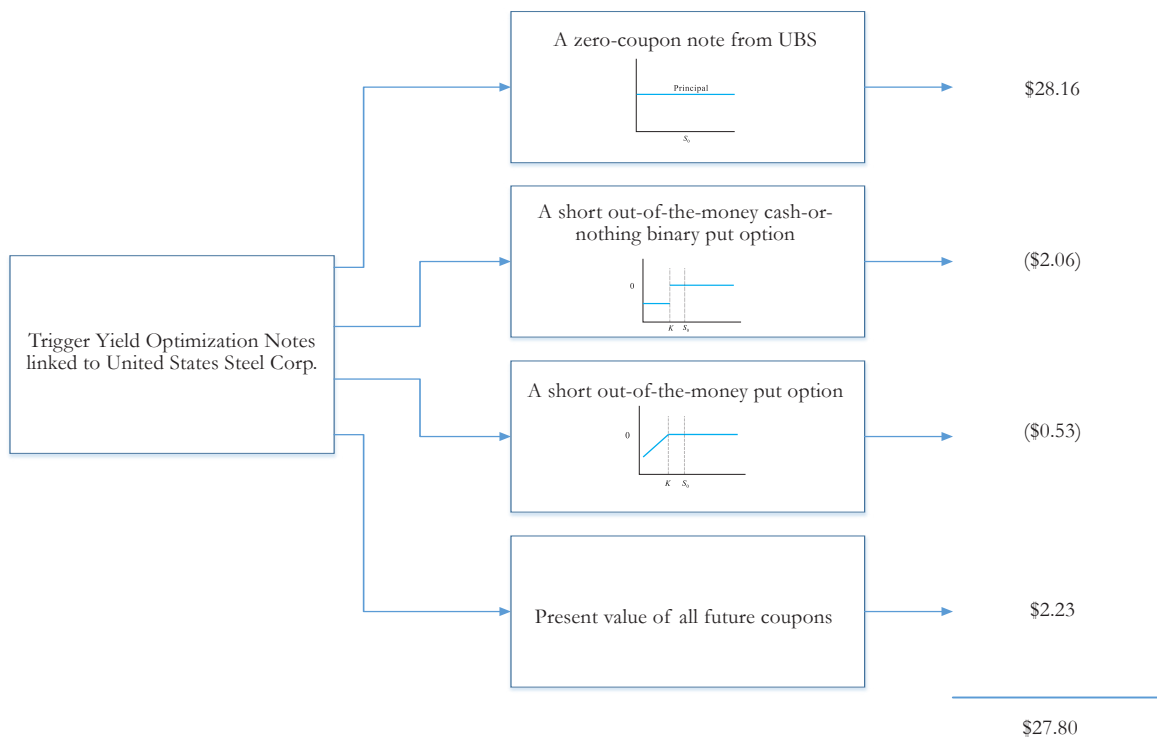 A zero-coupon note from UBS
Principal
S0
$28.16
A short out-of-the-money cash-or-
nothing binary put option
0
K S0
($2.06)
Trigger Yield Optimization Notes
linked to United States Steel Corp.
A short out-of-the-money put option
0
K S0
($0.53)
Present value of all future coupons
$2.23
$27.80